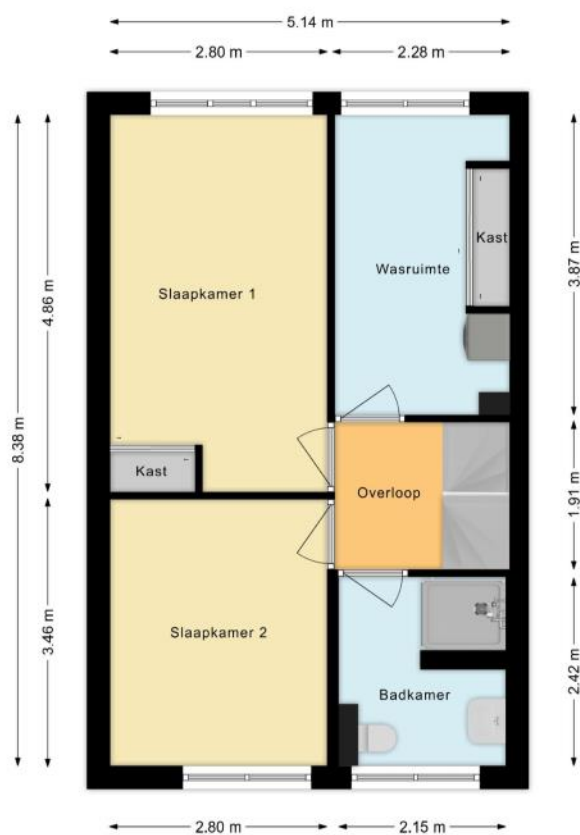 5.14 m
2.80 m
2.28 m
4.86 m
8.38 m
3.46 m
Slaapkamer 1
Wasruimte
Kast
3.87 m
Kast
Overloop
1.91 m
Slaapkamer 2
Badkamer
2.42 m
2.80 m
2.15 m